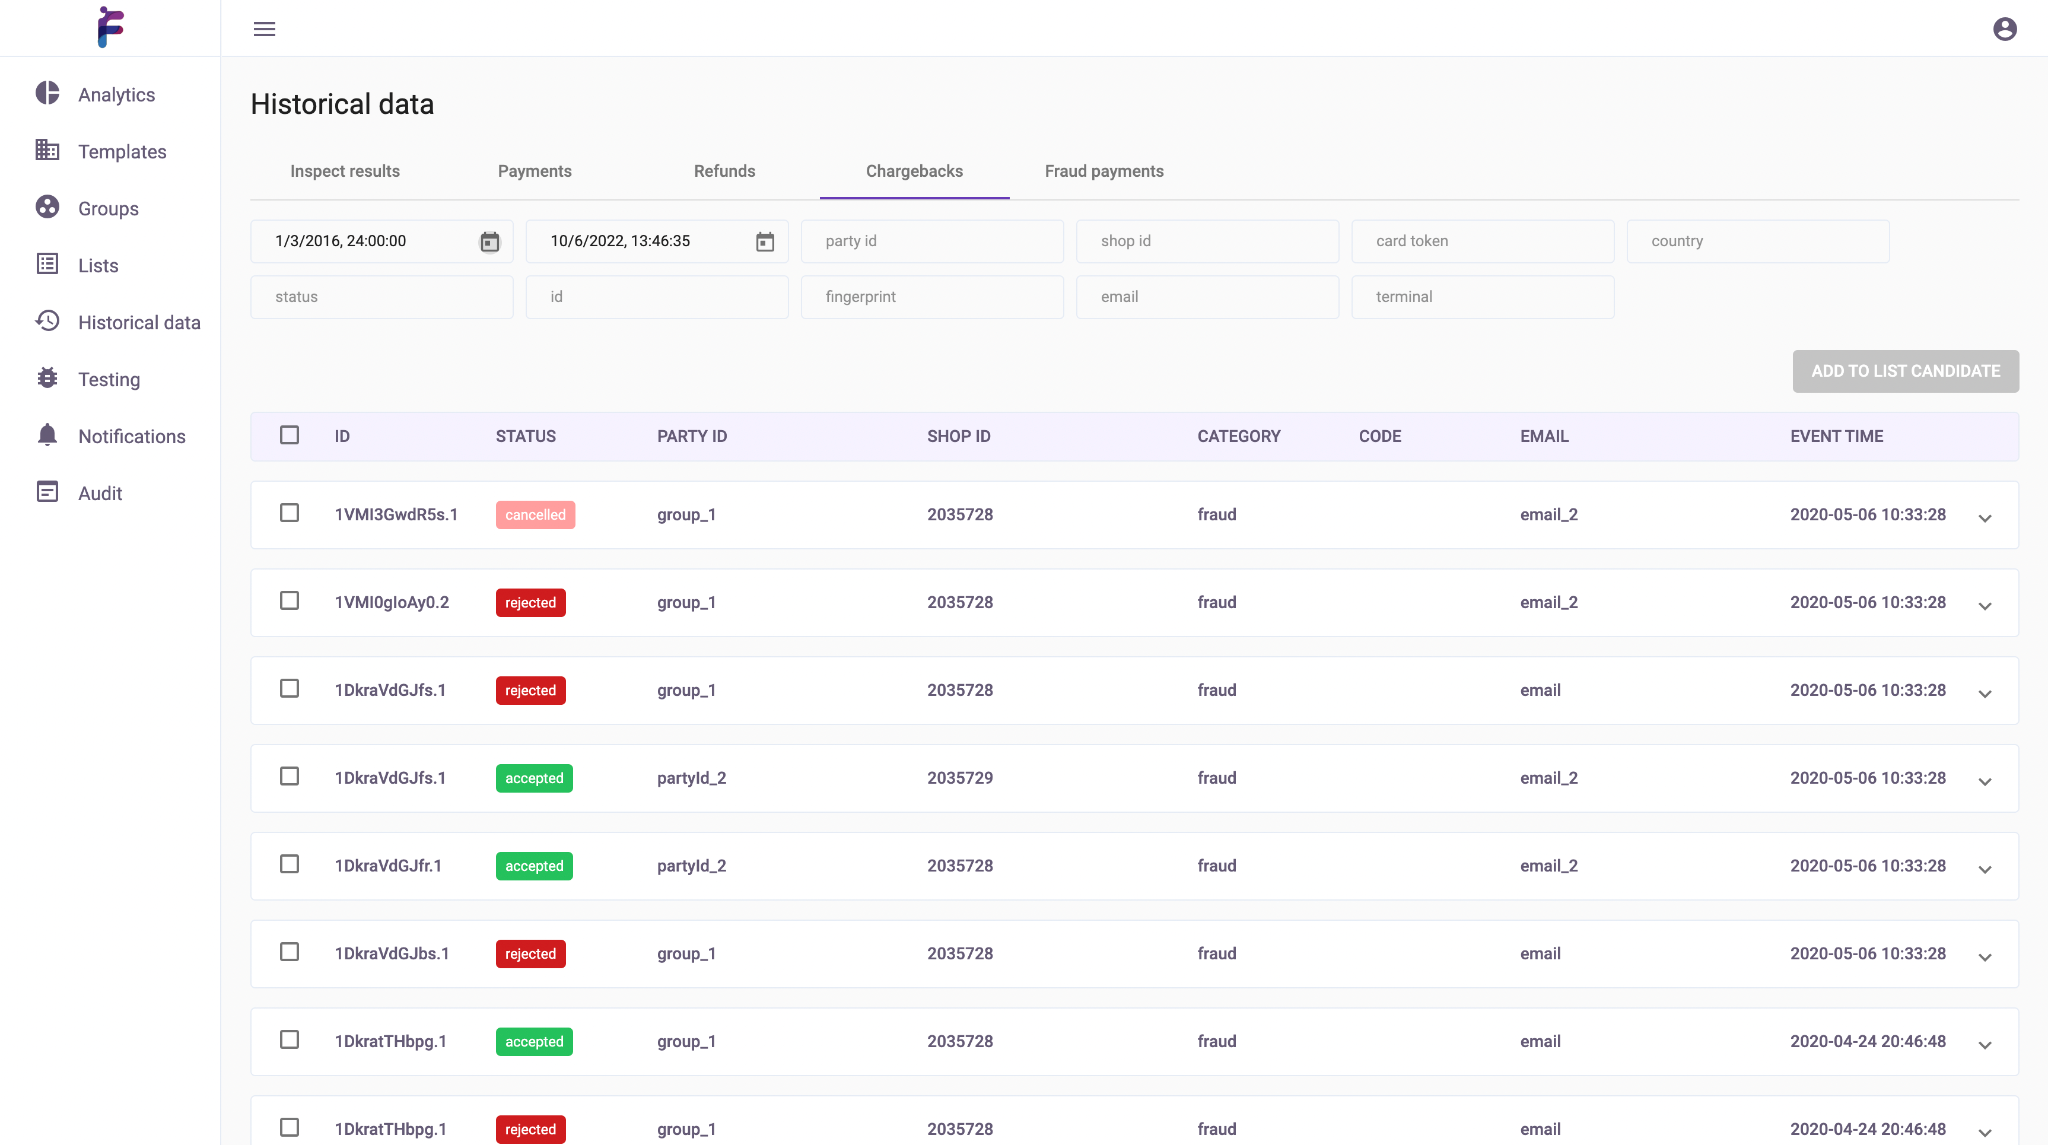 Analytics
Templates
Groups
Lists
Historical data
Testing
Notifications
Audit
Historical data
Inspect results Payments Refunds Chargebacks Fraud payments
1/3/2016, 24:00:00 10/6/2022, 13:46:35 party id shop id card token country
status id fingerprint email terminal
ADD TO LIST CANDIDATE
ID STATUS PARTY ID SHOP ID CATEGORY CODE EMAIL EVENT TIME
1VMI3GwdR5s.1 cancelled group_1 2035728 fraud email_2 2020-05-06 10:33:28
1VMI0gIoAy0.2 rejected group_1 2035728 fraud email_2 2020-05-06 10:33:28
1DkraVdGJfs.1 rejected group_1 2035728 fraud email 2020-05-06 10:33:28
1DkraVdGJfs.1 accepted partyId_2 2035729 fraud email_2 2020-05-06 10:33:28
1DkraVdGJfr.1 accepted partyId_2 2035728 fraud email_2 2020-05-06 10:33:28
1DkraVdGJbs.1 rejected group_1 2035728 fraud email 2020-05-06 10:33:28
1DkratTHbpg.1 accepted group_1 2035728 fraud email 2020-04-24 20:46:48
1DkratTHbpg.1 rejected group_1 2035728 fraud email 2020-04-24 20:46:48